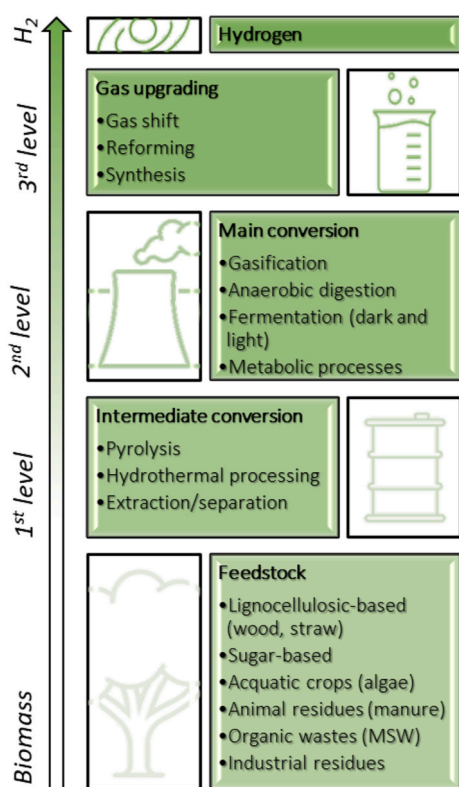 H2
Hydrogen
3rd level
Gas upgrading
•Gas shift
•Reforming
•Synthesis
2nd level
Main conversion
•Gasification
•Anaerobic digestion
•Fermentation (dark and
light)
•Metabolic processes
1st level
Intermediate conversion
•Pyrolysis
•Hydrothermal processing
•Extraction/separation
Biomass
Feedstock
•Lignocellulosic-based
(wood, straw)
•Sugar-based
•Acquatic crops (algae)
•Animal residues (manure)
•Organic wastes (MSW)
•Industrial residues